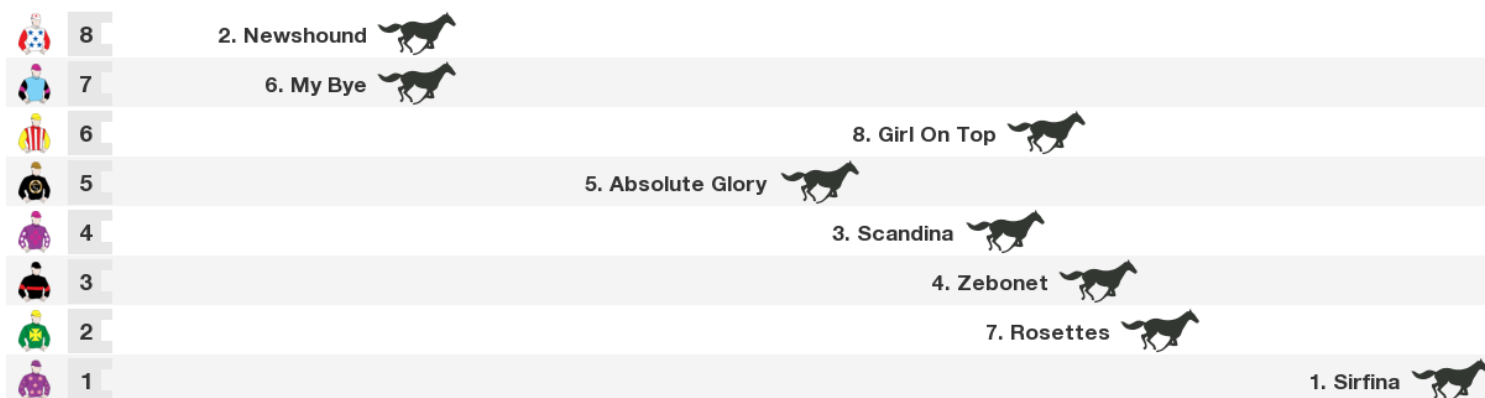 8 2. Newshound
7 6. My Bye
6 8. Girl On Top
5 5. Absolute Glory
4 3. Scandina
3 4. Zebonet
2 7. Rosettes
1 1. Sirfina